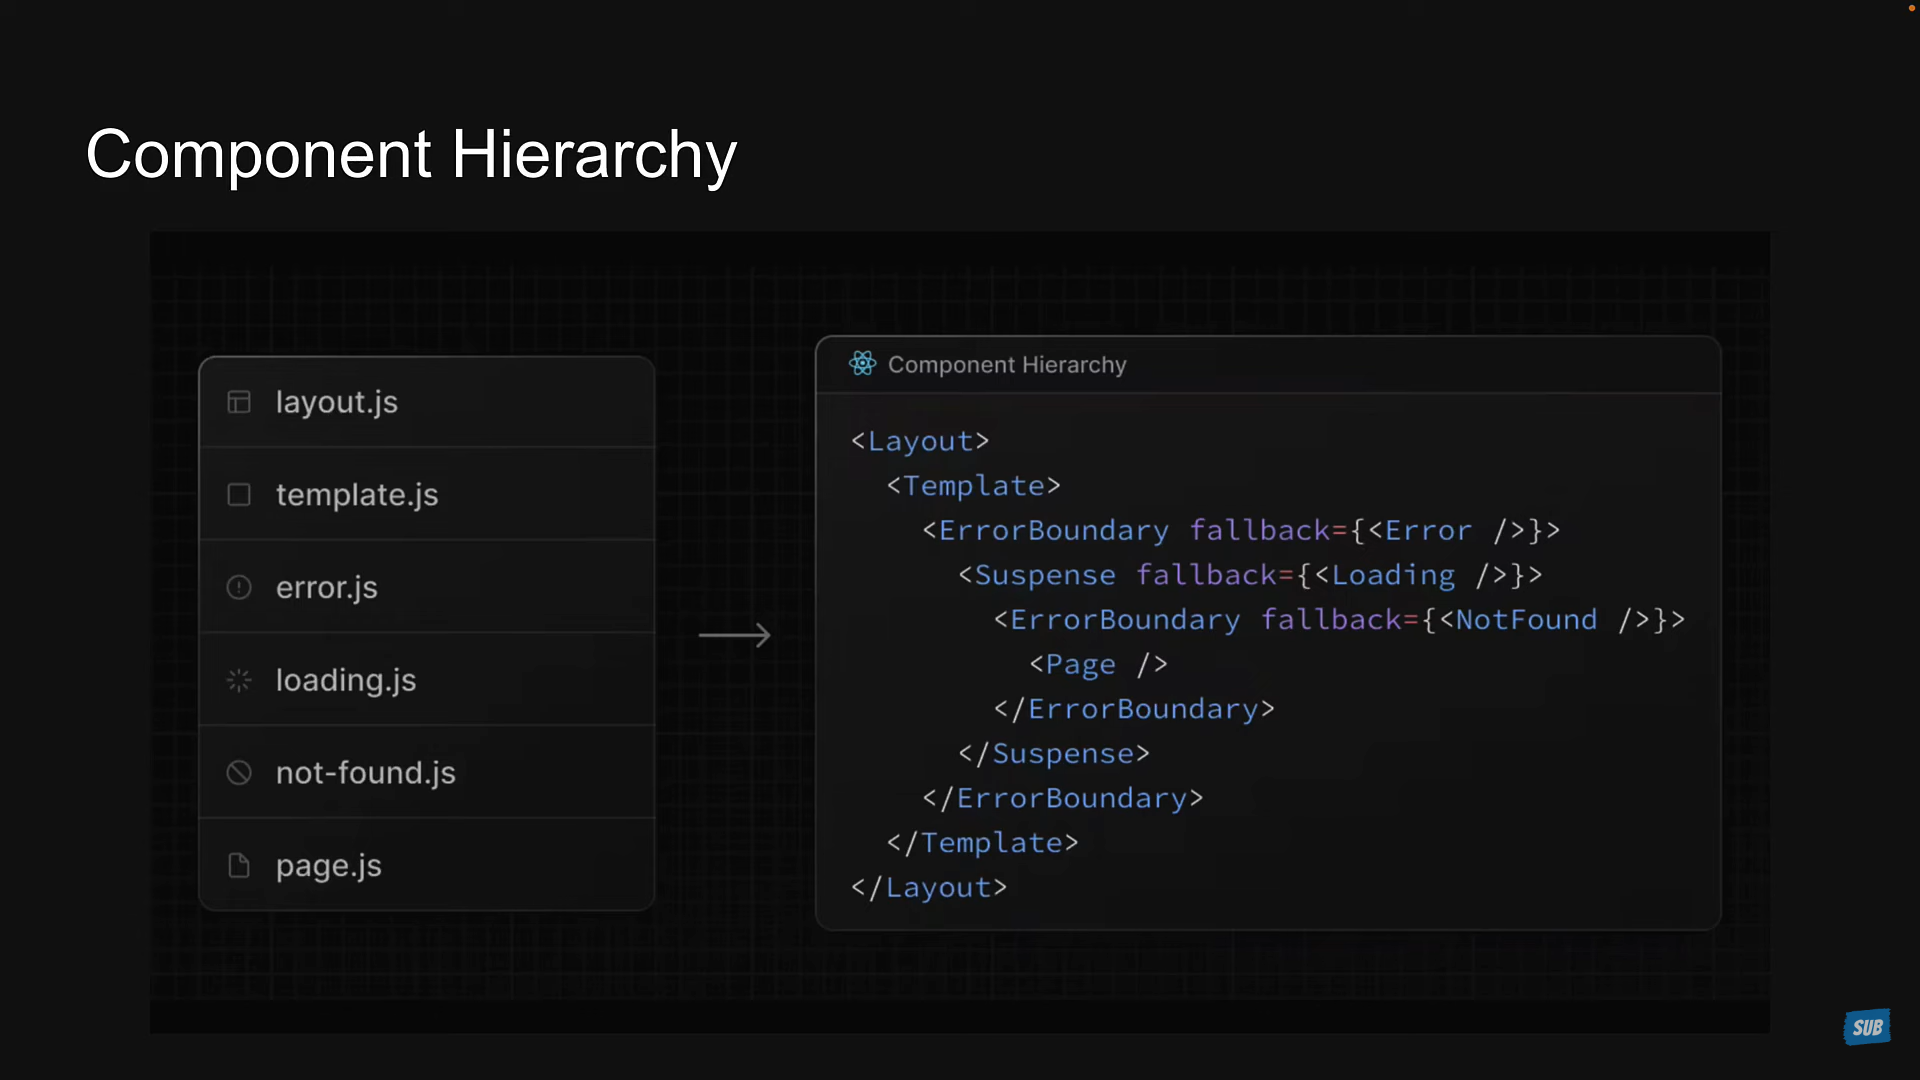 Component Hierarchy
layout.js
template.js
error.js
loading.js
not-found.js
page.js
Component Hierarchy
<Layout>
<Template>
<ErrorBoundary fallback={<Error />}>
<Suspense fallback={<Loading />}>
<ErrorBoundary fallback={<NotFound />}>
<Page />
</ErrorBoundary>
</Suspense>
</ErrorBoundary>
</Template>
</Layout>
SUB